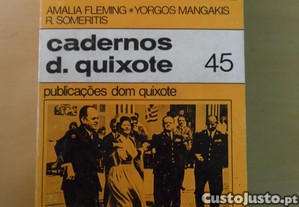 AMALIA FLEMING • YORGOS MANGAKIS
R. SOMERITIS
cadernos
d. quixote 45
publicações dom quixote
CustoJusto.pt